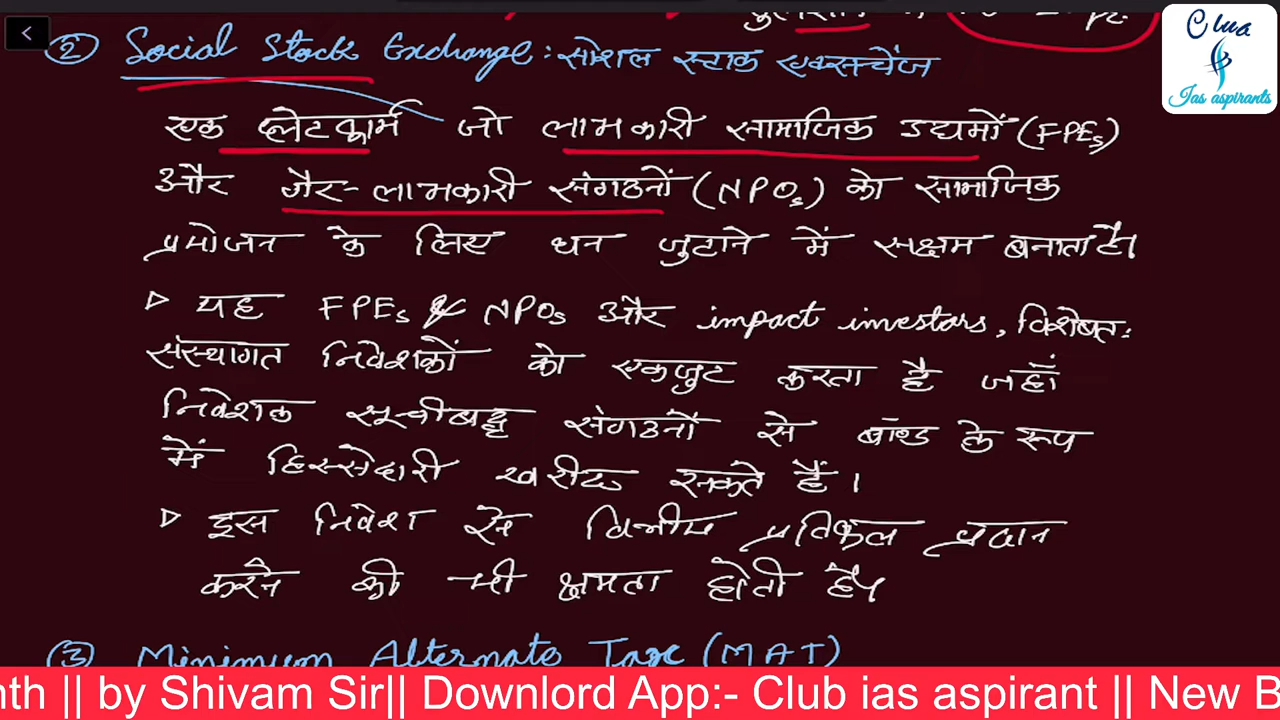 ② Social Stock Exchange : सोशल स्टाक एक्सचेंज
एक प्लेटफार्म जो लाभकारी सामाजिक उद्यमों (FPEs)
और गैर-लाभकारी संगठनों (NPOs) को सामाजिक
प्रयोजन के लिए धन जुटाने में सक्षम बनाता है।
▷ यह FPEs & NPOs और impact investars, विशेषतः
संस्थागत निवेशकों को एकजुट करता है जहाँ
निवेशक सूचीबद्ध संगठनों से बॉण्ड के रूप
में हिस्सेदारी खरीद सकते हैं।
▷ इस निवेश से वित्तीय प्रतिफल प्रदान
करने की भी क्षमता होती है।
③ Minimum Alternate Tax (MAT)
Club
Ias aspirants
nth || by Shivam Sir|| Downlord App:- Club ias aspirant || New B